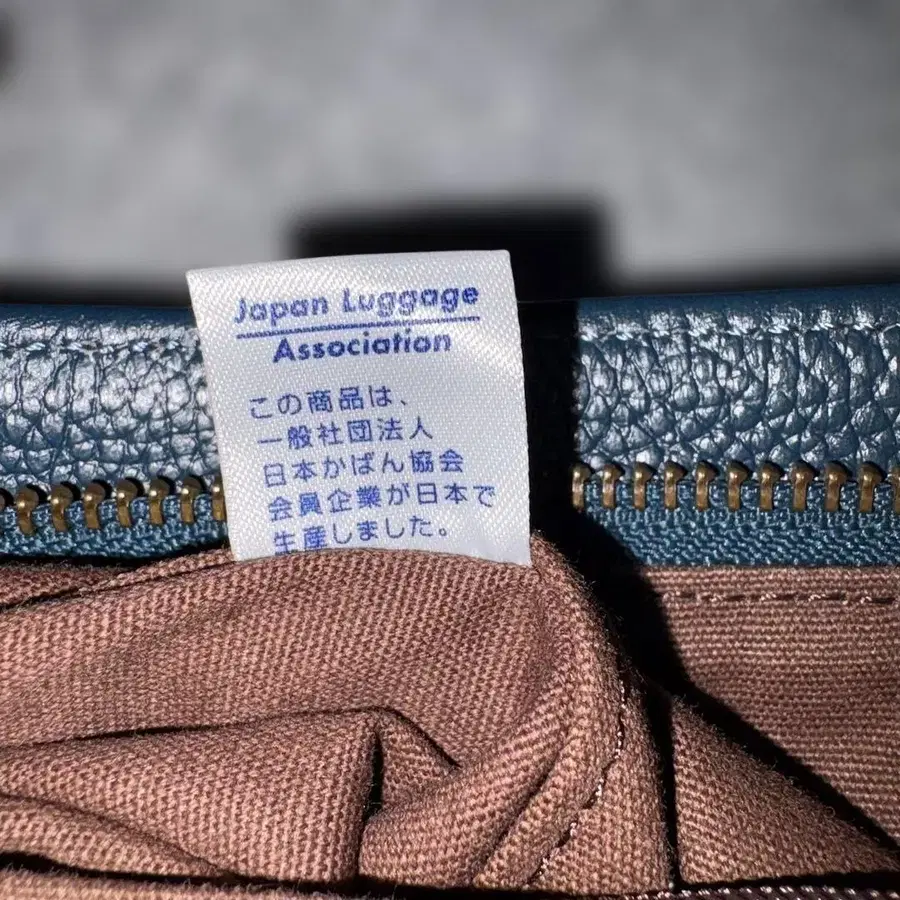 Japan Luggage
Association
この商品は、
一般社団法人
日本かばん協会
会員企業が日本で
生産しました。